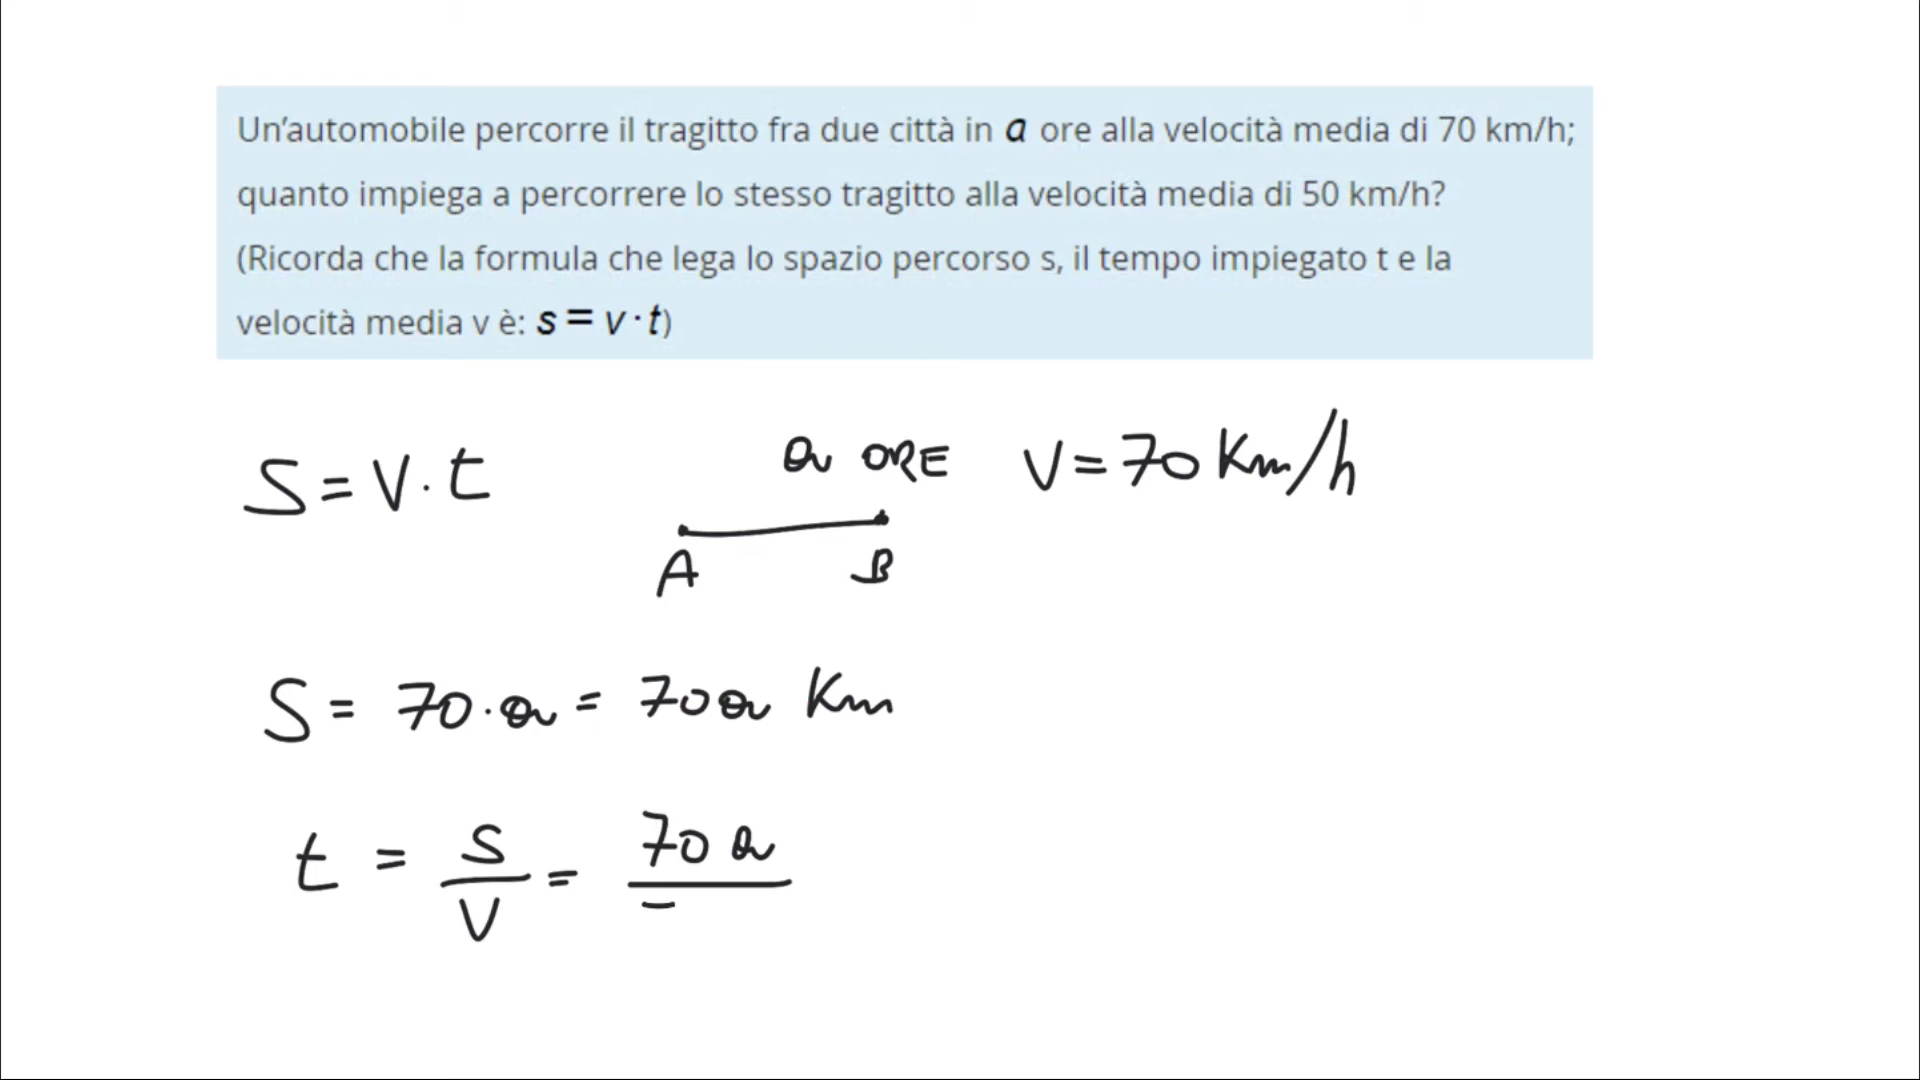 Un'automobile percorre il tragitto fra due città in a ore alla velocità media di 70 km/h;
quanto impiega a percorrere lo stesso tragitto alla velocità media di 50 km/h?
(Ricorda che la formula che lega lo spazio percorso s, il tempo impiegato t e la
velocità media v è: s = v · t)
S = V · t
a ORE V = 70 Km/h
A B
S = 70 · a = 70a Km
t = S/V = 70 a/